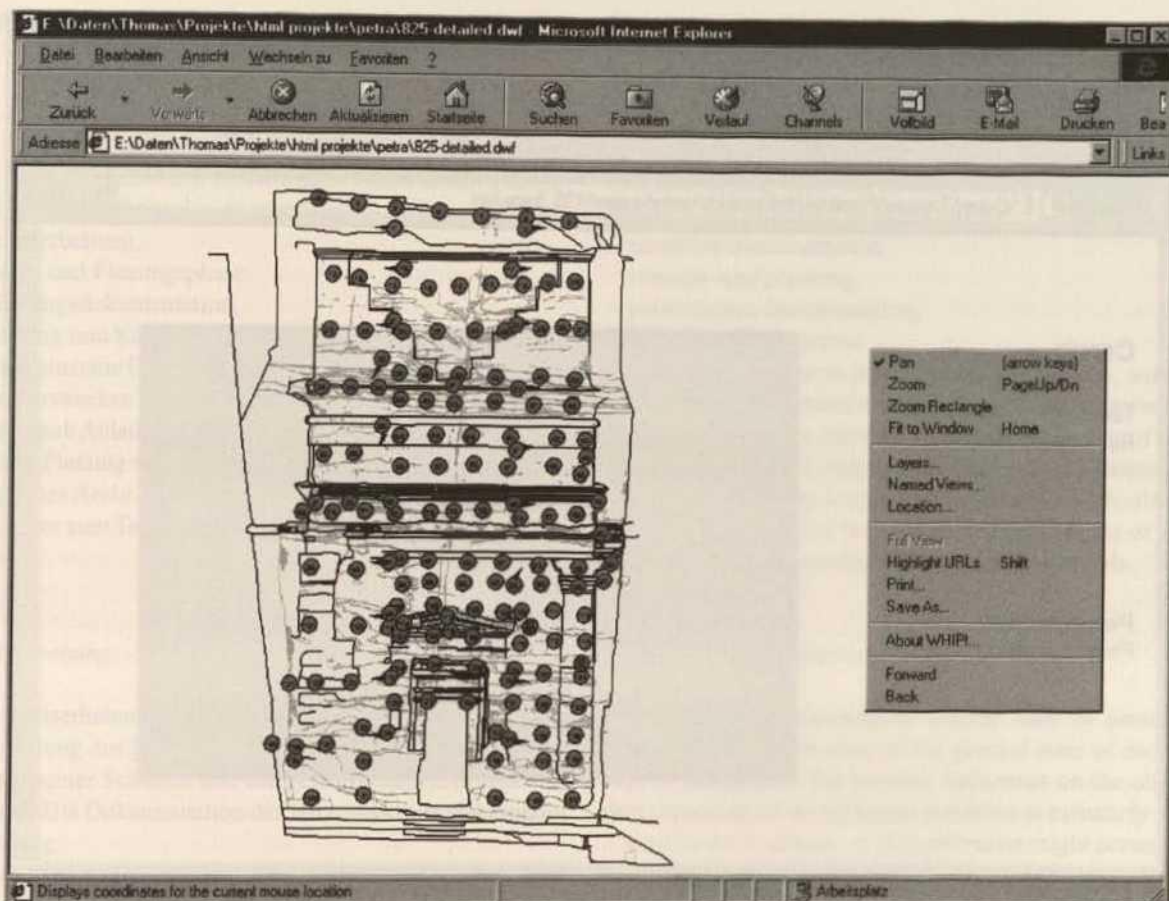 E:\Daten\Thomas\Projekte\html projekte\petra\825-detailed.dwf - Microsoft Internet Explorer
Datei Bearbeiten Ansicht Wechseln zu Favoriten ?
Zurück Vorwärts Abbrechen Aktualisieren Startseite Suchen Favoriten Verlauf Channels Vollbild E-Mail Drucken Bea
Adresse E:\Daten\Thomas\Projekte\html projekte\petra\825-detailed.dwf Links
Pan (arrow keys)
Zoom PageUp/Dn
Zoom Rectangle
Fit to Window Home
Layers...
Named Views...
Location...
Full View
Highlight URLs Shift
Print...
Save As...
About WHIP!...
Forward
Back
Displays coordinates for the current mouse location Arbeitsplatz